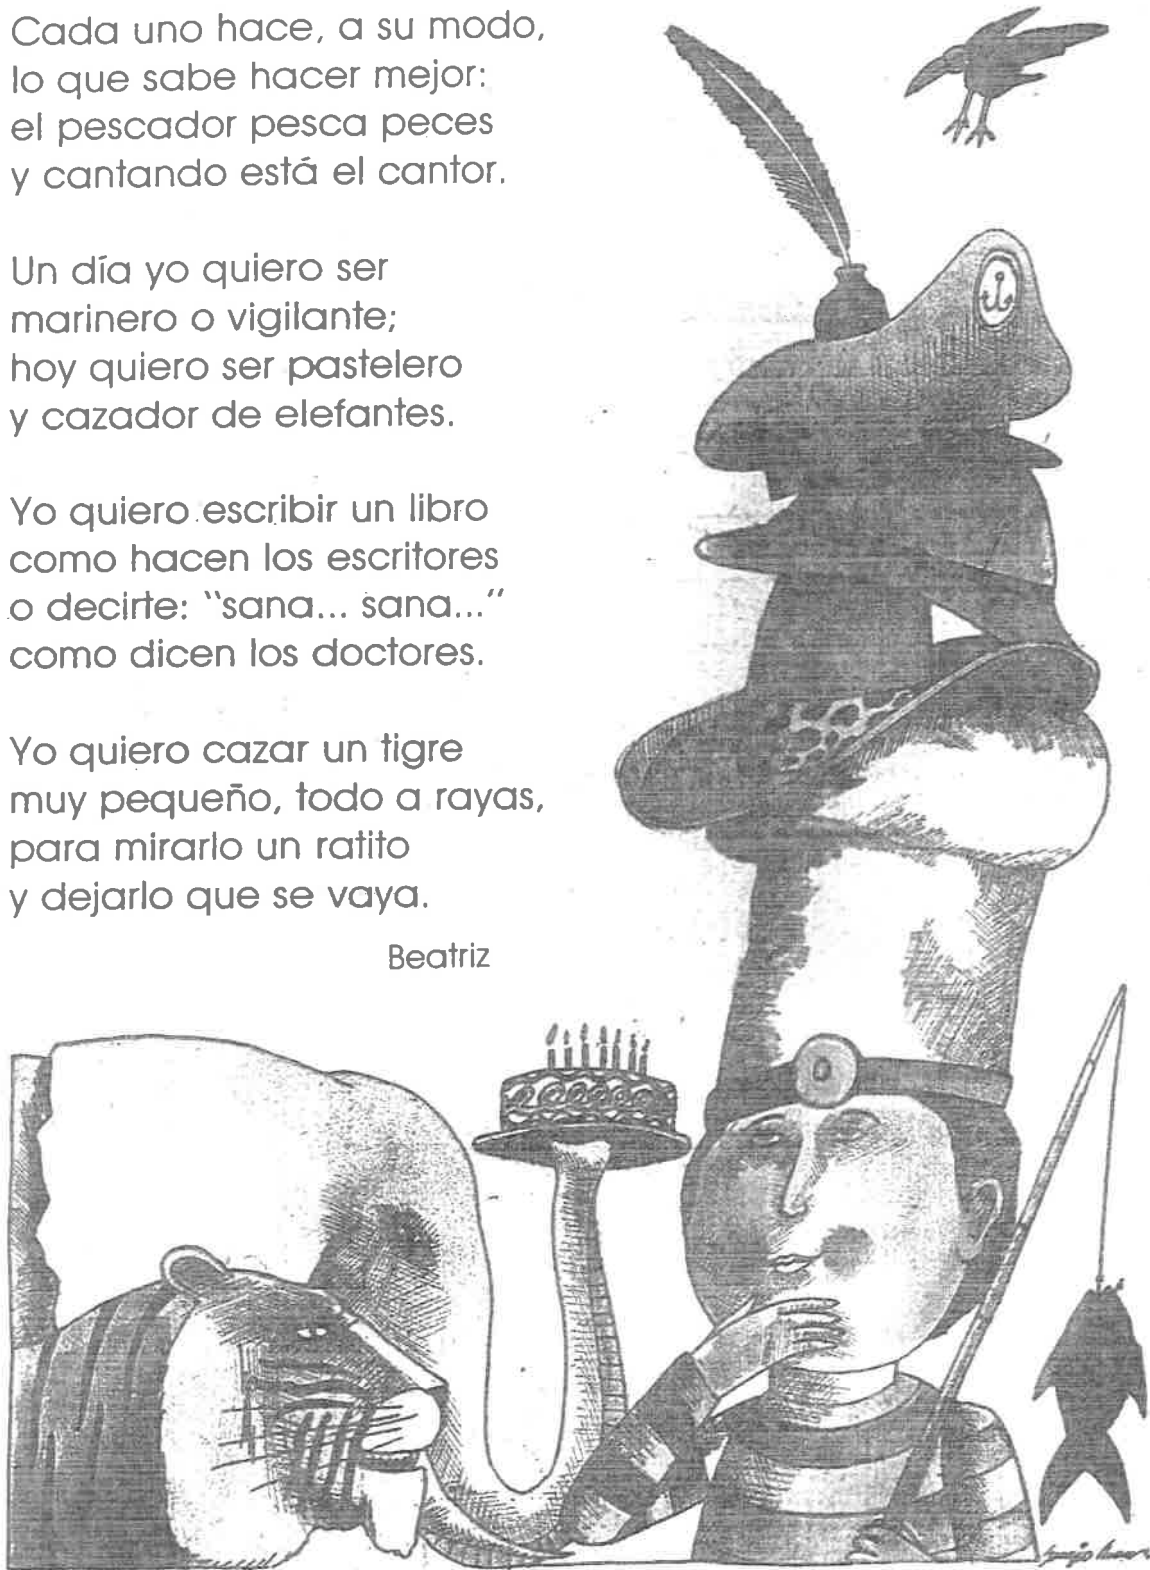 Cada uno hace, a su modo,
lo que sabe hacer mejor:
el pescador pesca peces
y cantando está el cantor.

Un día yo quiero ser
marinero o vigilante;
hoy quiero ser pastelero
y cazador de elefantes.

Yo quiero escribir un libro
como hacen los escritores
o decirte: "sana... sana..."
como dicen los doctores.

Yo quiero cazar un tigre
muy pequeño, todo a rayas,
para mirarlo un ratito
y dejarlo que se vaya.

Beatriz